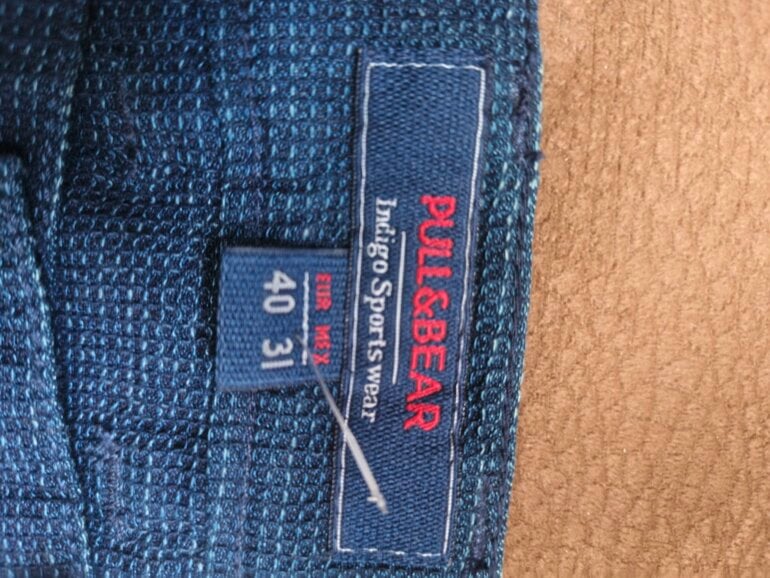 PULL&BEAR
Indigo Sportswear
EUR MEX
40 31